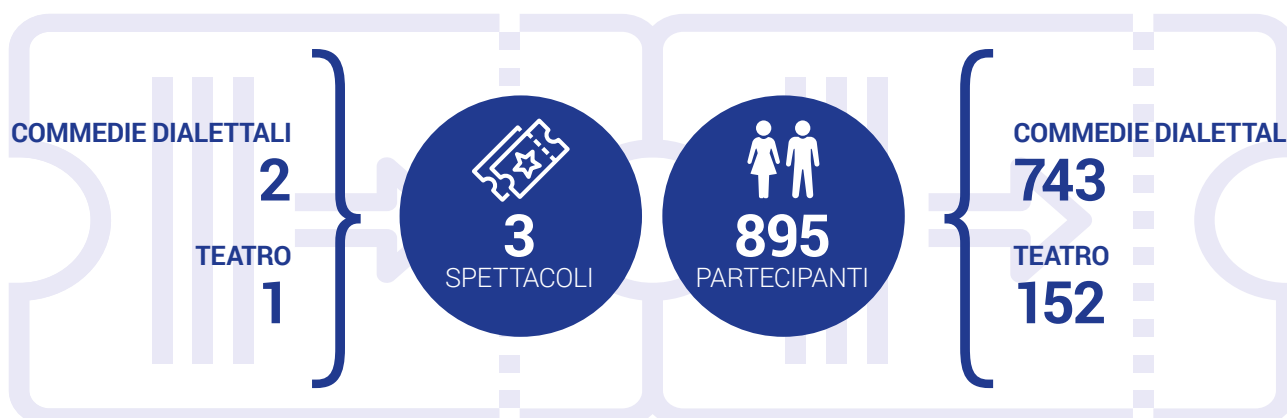 COMMEDIE DIALETTALI
2
TEATRO
1
3
SPETTACOLI
895
PARTECIPANTI
COMMEDIE DIALETTAL
743
TEATRO
152